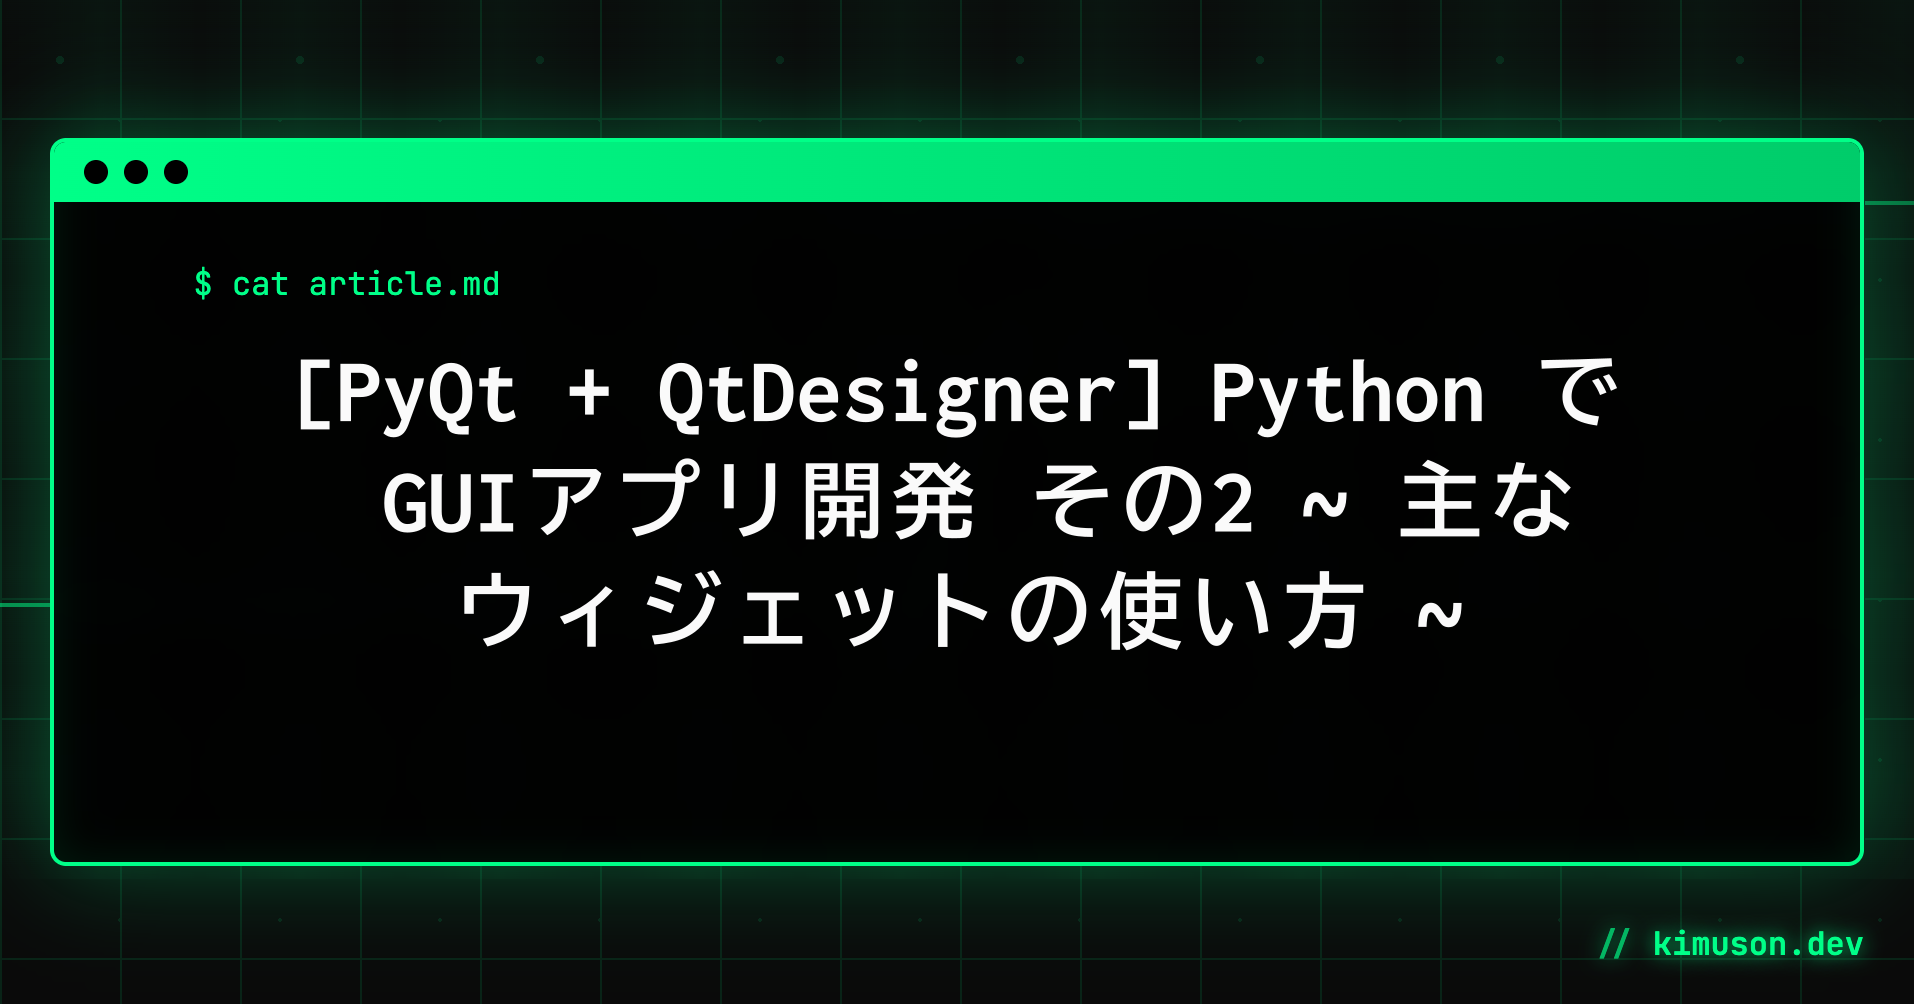 $ cat article.md
[PyQt + QtDesigner] Python で
GUIアプリ開発 その2 ~ 主な
ウィジェットの使い方 ~
// kimuson.dev